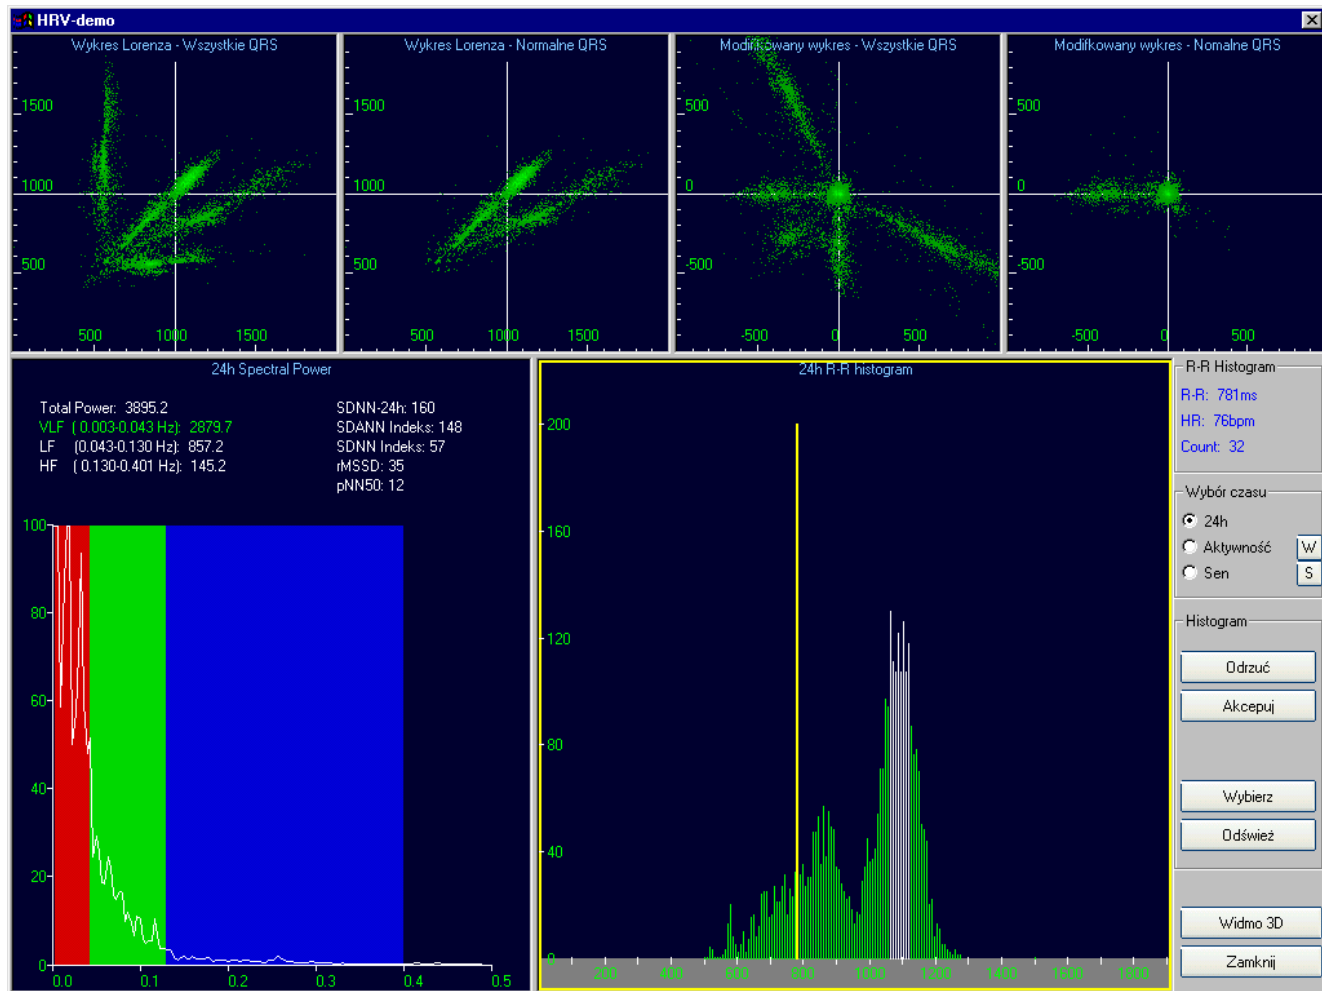 HRV-demo
Wykres Lorenza - Wszystkie QRS
1500
1000
500
500 1000 1500
Wykres Lorenza - Normalne QRS
1500
1000
500
500 1000 1500
Modifkowany wykres - Wszystkie QRS
500
0
-500
-500 0 500
Modifkowany wykres - Nomalne QRS
500
0
-500
-500 0 500
24h Spectral Power
Total Power: 3895.2
VLF ( 0.003-0.043 Hz): 2879.7
LF (0.043-0.130 Hz): 857.2
HF ( 0.130-0.401 Hz): 145.2
SDNN-24h: 160
SDANN Indeks: 148
SDNN Indeks: 57
rMSSD: 35
pNN50: 12
100
80
60
40
20
0
0.0 0.1 0.2 0.3 0.4 0.5
24h R-R histogram
200
160
120
80
40
0
200 400 600 800 1000 1200 1400 1600 1800
R-R Histogram
R-R: 781ms
HR: 76bpm
Count: 32
Wybór czasu
24h
Aktywność W
Sen S
Histogram
Odrzuć
Akcepuj
Wybierz
Odśwież
Widmo 3D
Zamknij